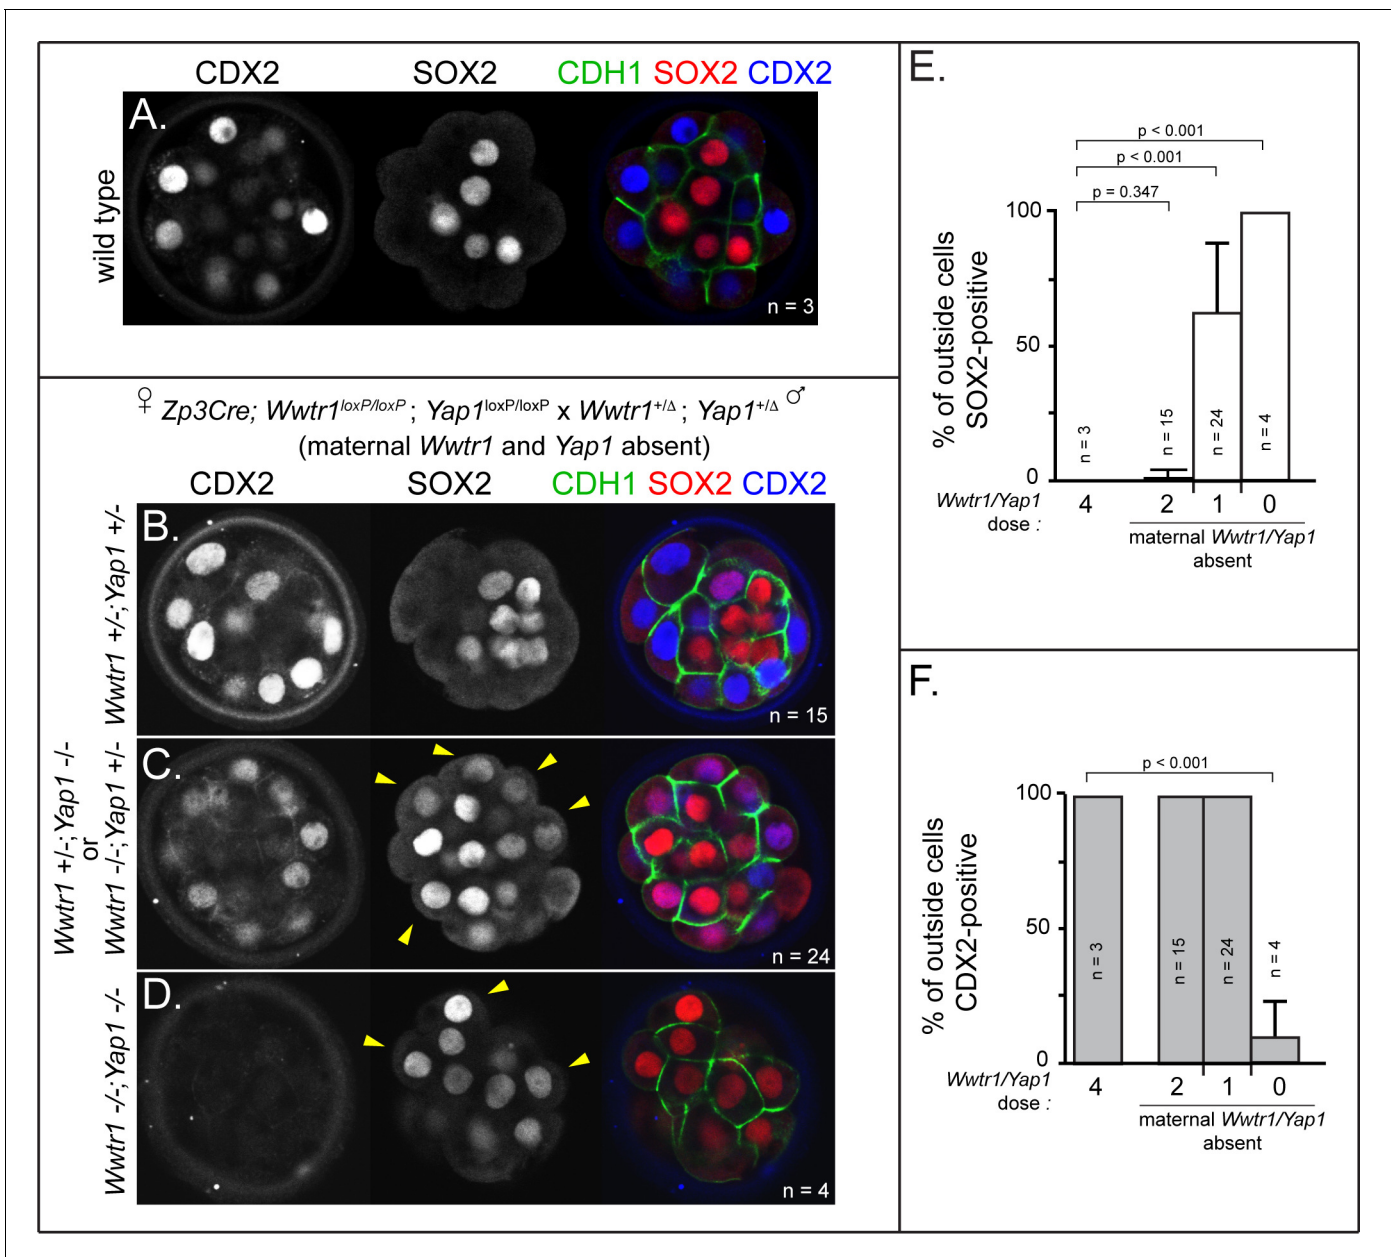 CDX2 SOX2 CDH1 SOX2 CDX2
A.
wild type
n = 3
♀ Zp3Cre; Wwtr1loxP/loxP ; Yap1loxP/loxP x Wwtr1+/Δ ; Yap1+/Δ ♂
(maternal Wwtr1 and Yap1 absent)
CDX2 SOX2 CDH1 SOX2 CDX2
B.
Wwtr1 +/-;Yap1 +/-
n = 15
C.
Wwtr1 +/-;Yap1 -/-
or
Wwtr1 -/-;Yap1 +/-
n = 24
D.
Wwtr1 -/-;Yap1 -/-
n = 4
E.
p < 0.001
p < 0.001
p = 0.347
100
50
0
% of outside cells
SOX2-positive
n = 3
n = 15
n = 24
n = 4
Wwtr1/Yap1
dose :
4 2 1 0
maternal Wwtr1/Yap1
absent
F.
p < 0.001
100
50
0
% of outside cells
CDX2-positive
n = 3
n = 15
n = 24
n = 4
Wwtr1/Yap1
dose :
4 2 1 0
maternal Wwtr1/Yap1
absent